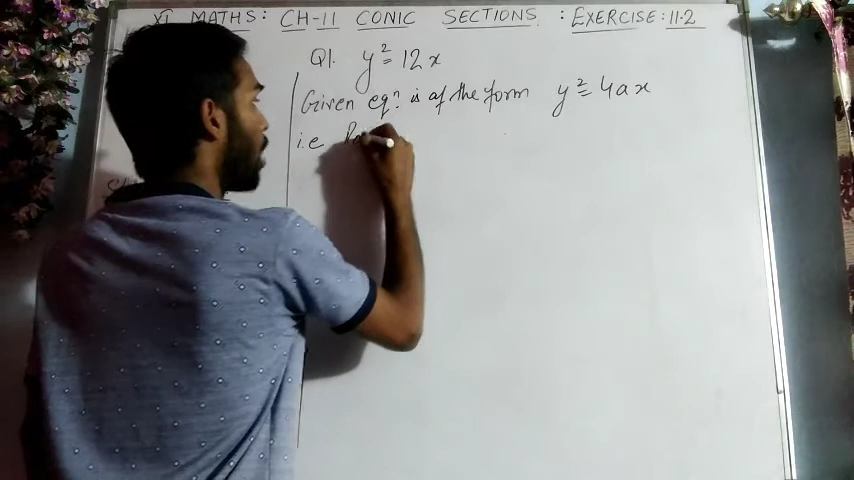 XI MATHS: CH-11 CONIC SECTIONS : EXERCISE: 11.2
Q1. y² = 12x
Given eqn. is of the form y² = 4ax
i.e